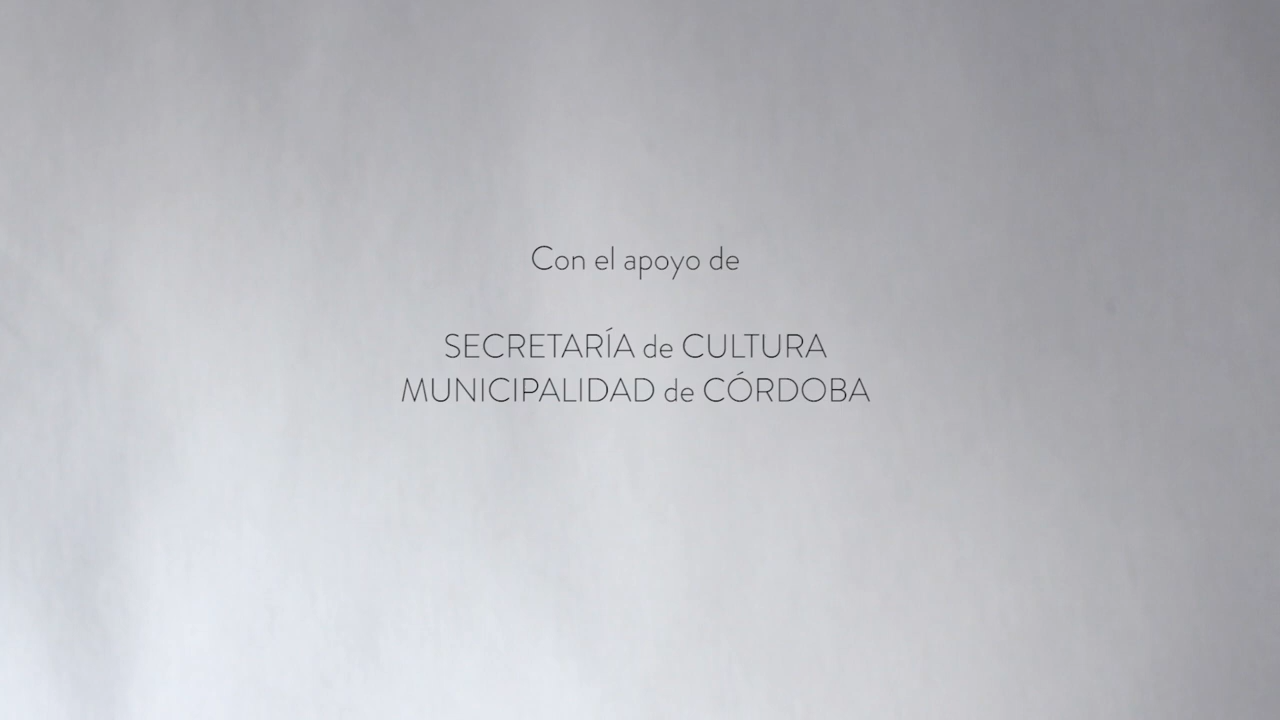 Con el apoyo de
SECRETARÍA de CULTURA
MUNICIPALIDAD de CÓRDOBA